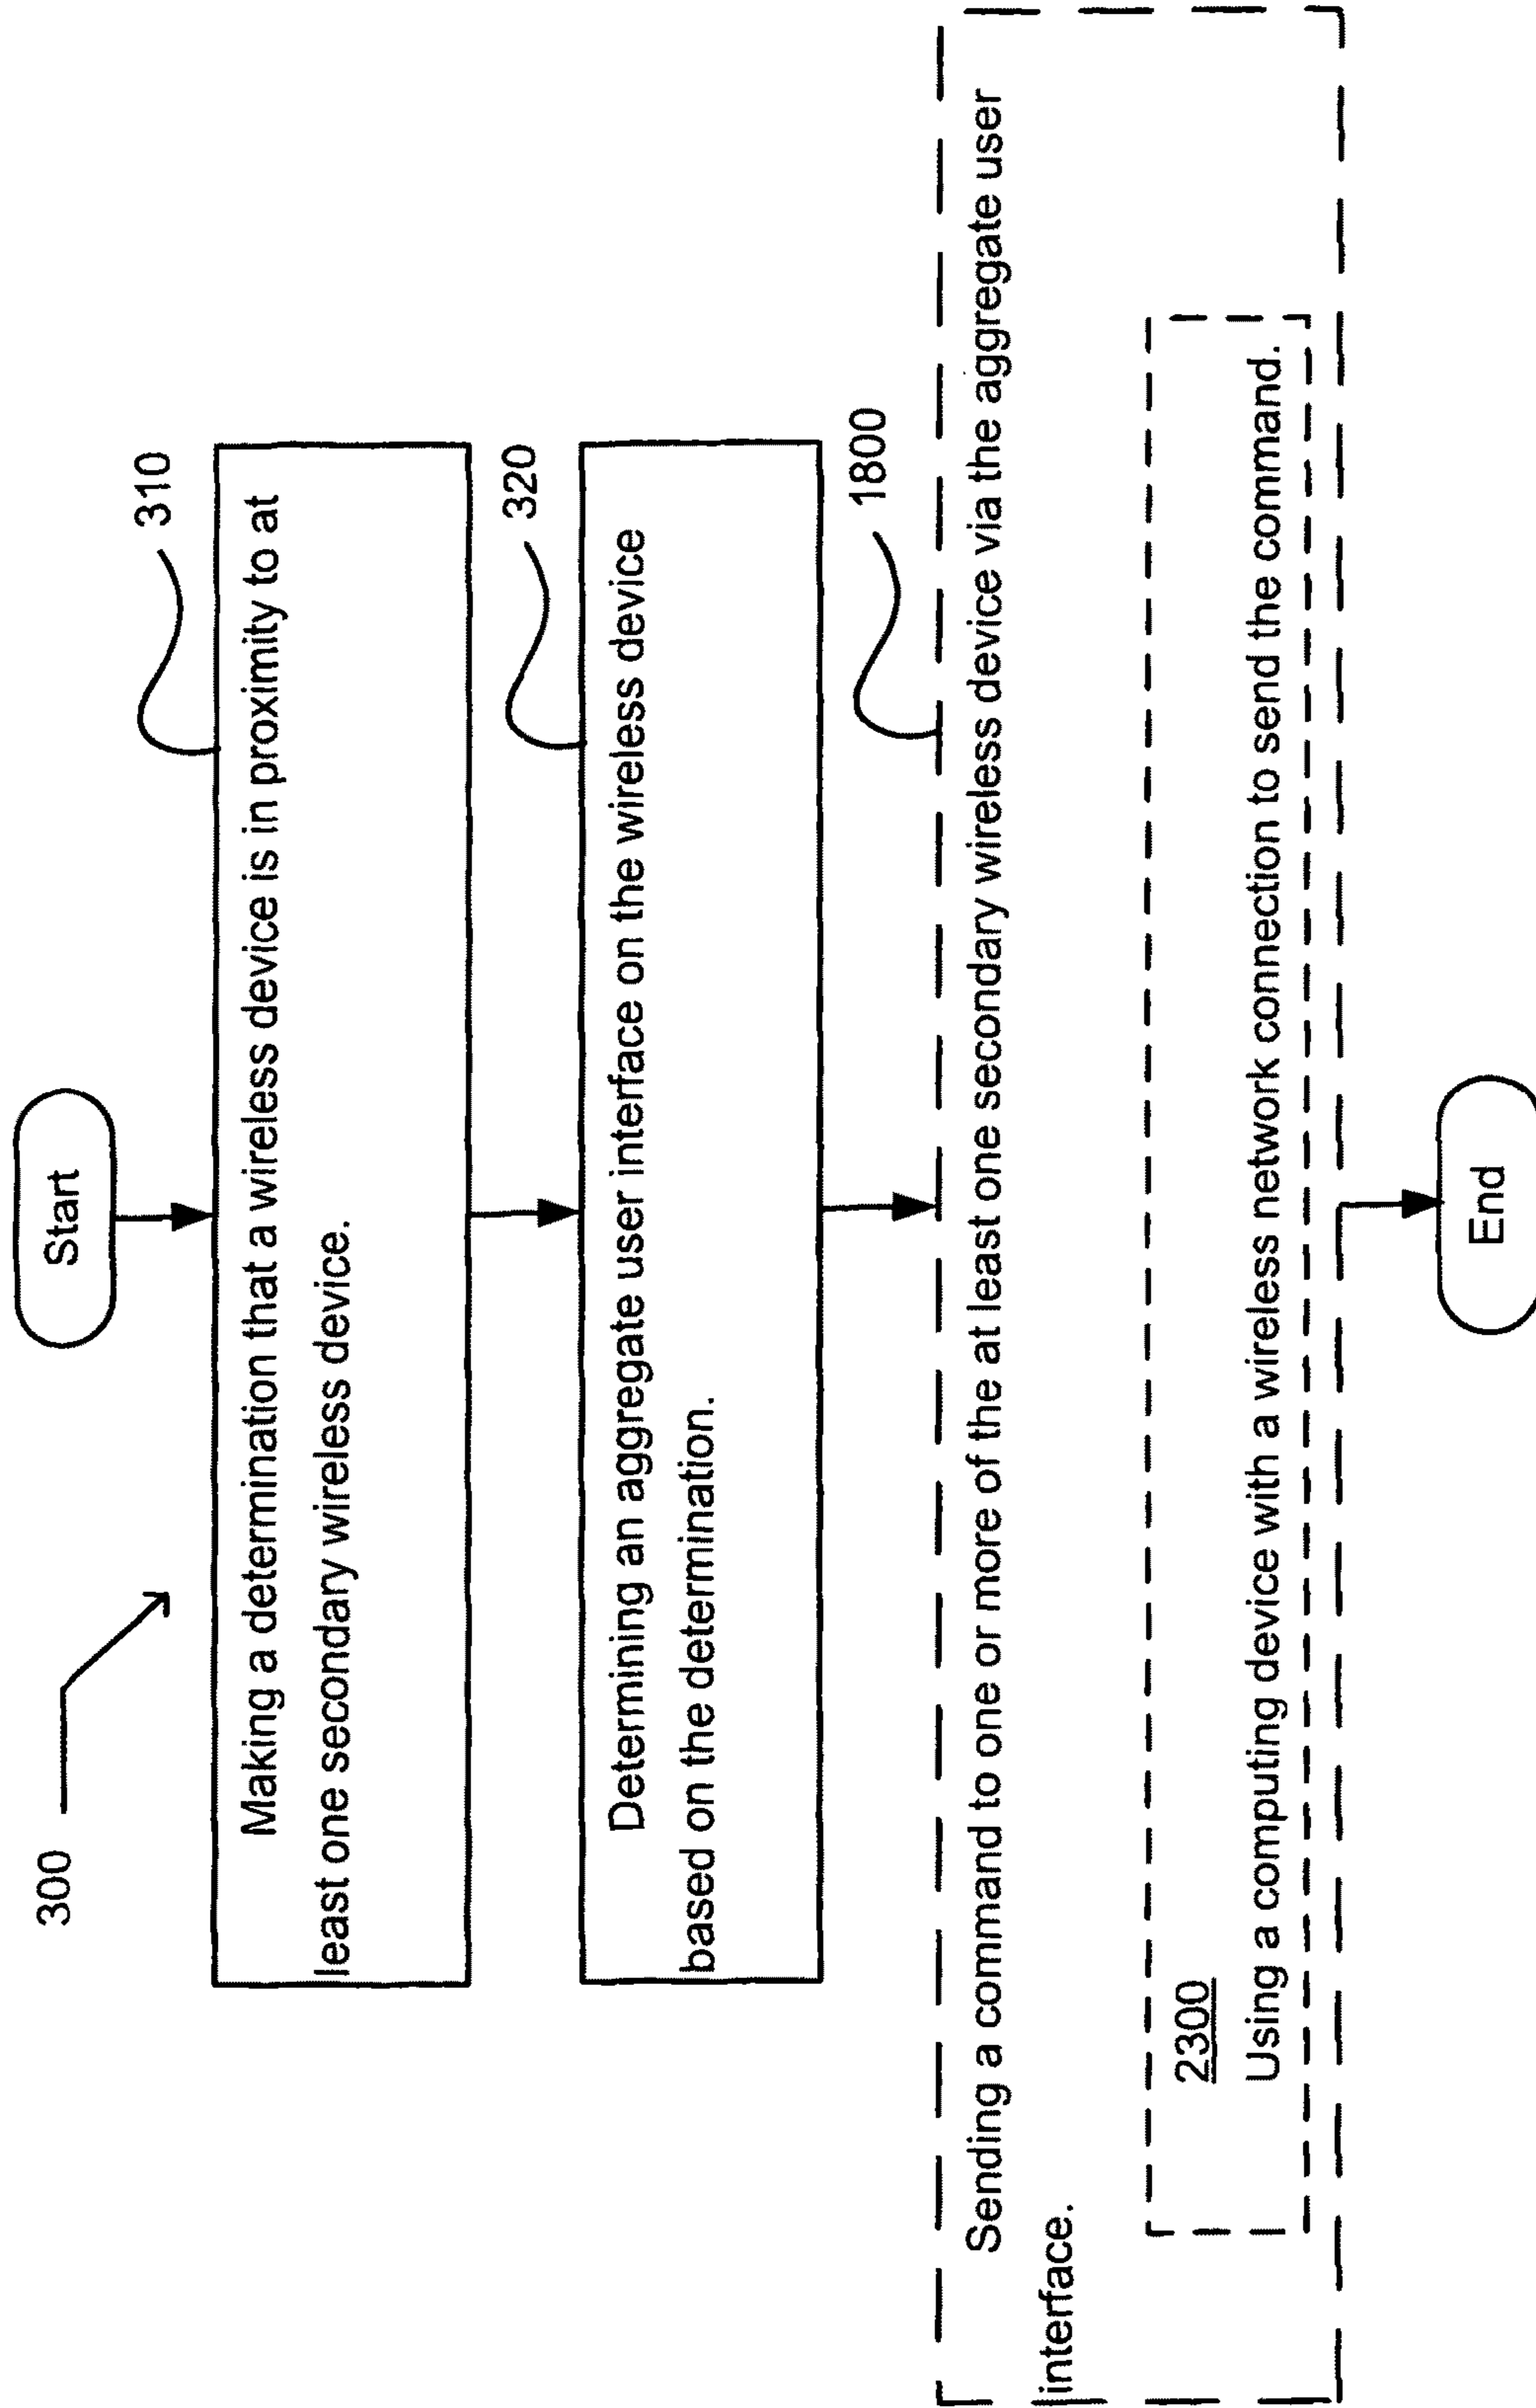 Start
300
310
Making a determination that a wireless device is in proximity to at
least one secondary wireless device.
320
Determining an aggregate user interface on the wireless device
based on the determination.
1800
Sending a command to one or more of the at least one secondary wireless device via the aggregate user
interface.
2300
Using a computing device with a wireless network connection to send the command.
End